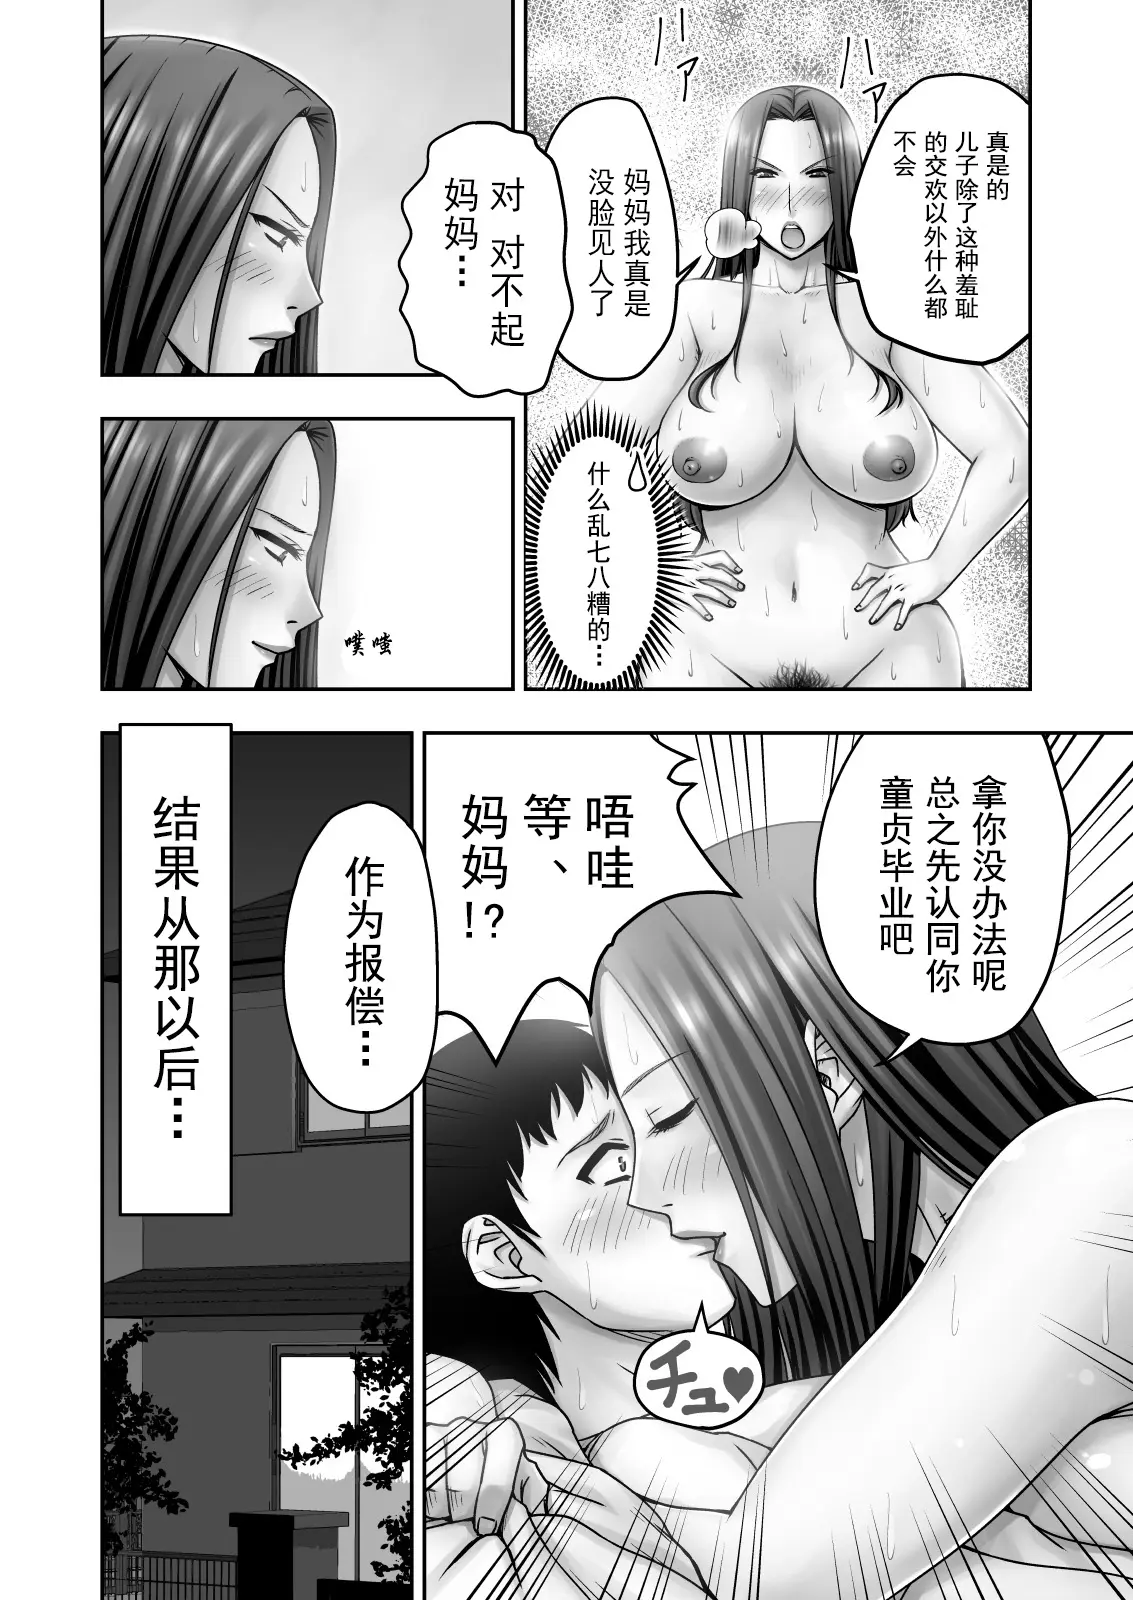 真是的
儿子除了这种羞耻
的交欢以外什么都
不会
ハァ
ハァ
妈妈我真是
没脸见人了
什么乱七八糟的…
对 对不起
妈妈…
噗嗤
拿你没办法呢
总之先认同你
童贞毕业吧
唔哇
等、
妈妈!?
チュ♥
作为报偿…
结果从那以后…